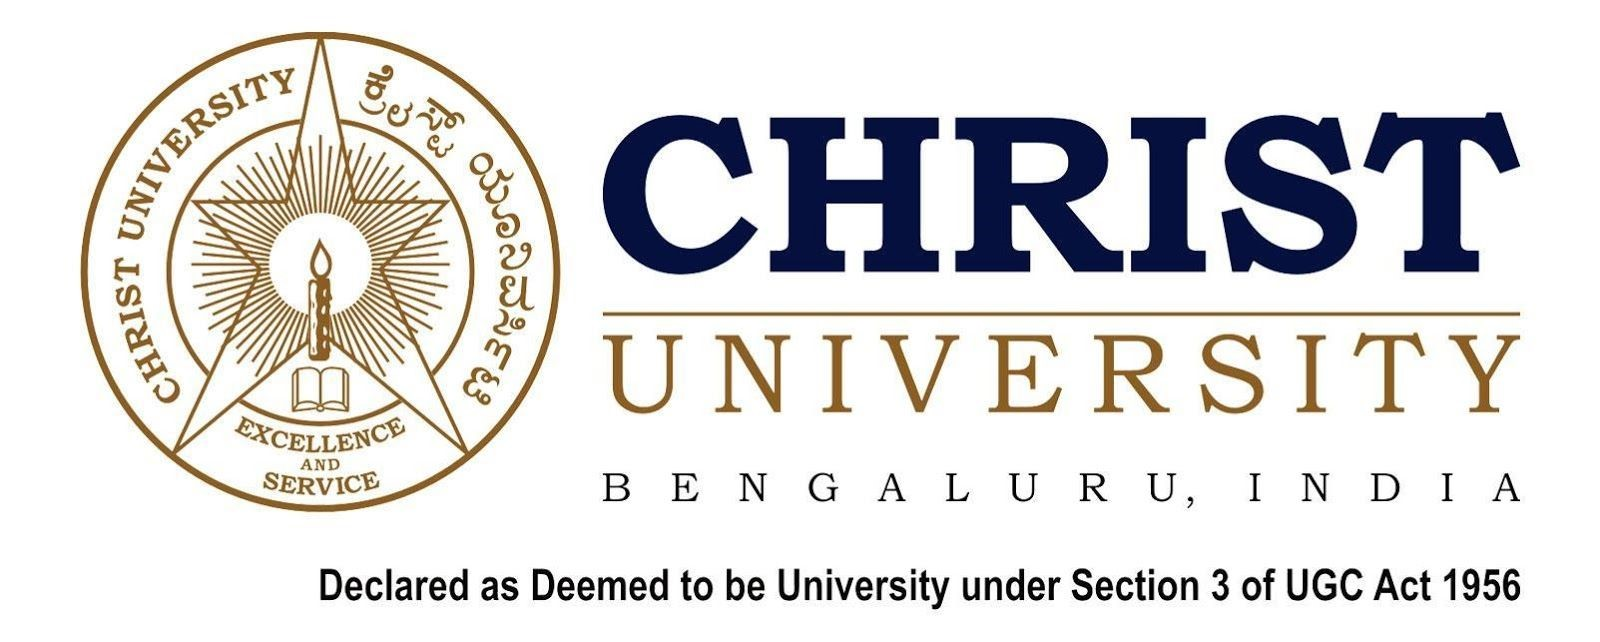 CHRIST UNIVERSITY
ಕ್ರೈಸ್ಟ್ ಯೂನಿವರ್ಸಿಟಿ
EXCELLENCE
AND
SERVICE
CHRIST
UNIVERSITY
BENGALURU, INDIA
Declared as Deemed to be University under Section 3 of UGC Act 1956